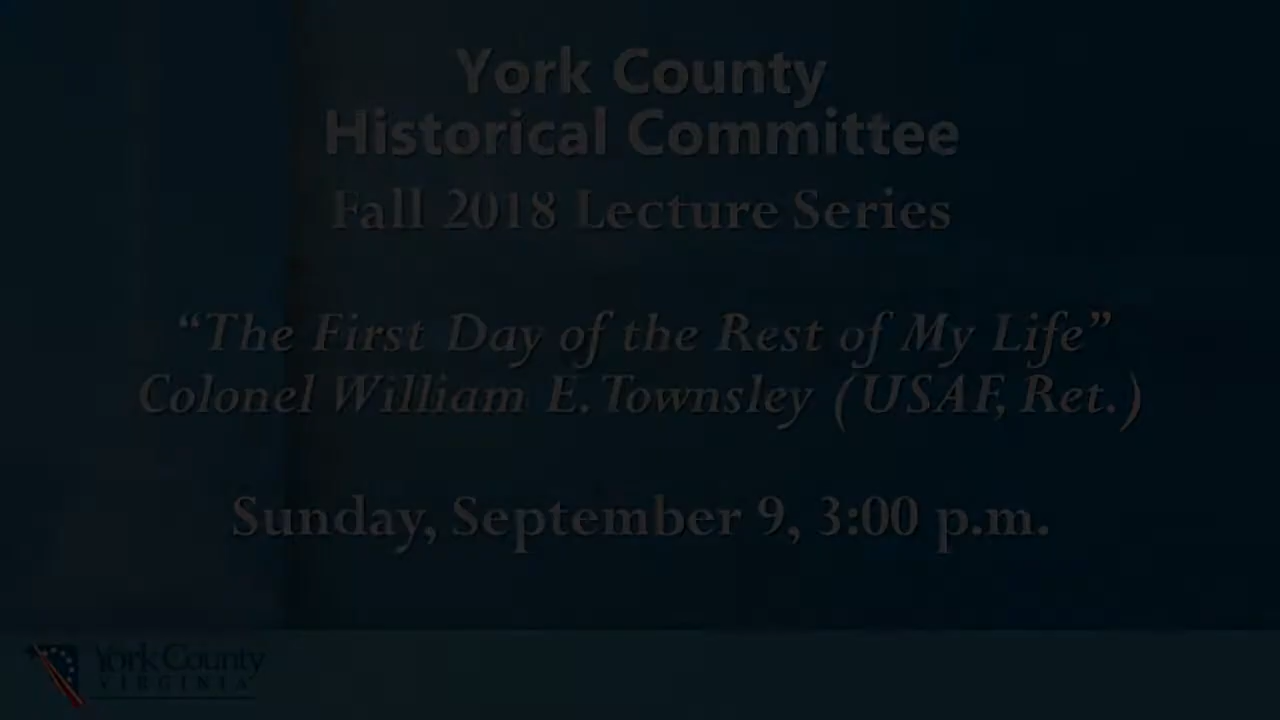 York County
Historical Committee
Fall 2018 Lecture Series
“The First Day of the Rest of My Life”
Colonel William E. Townsley (USAF, Ret.)
Sunday, September 9, 3:00 p.m.
York County
VIRGINIA